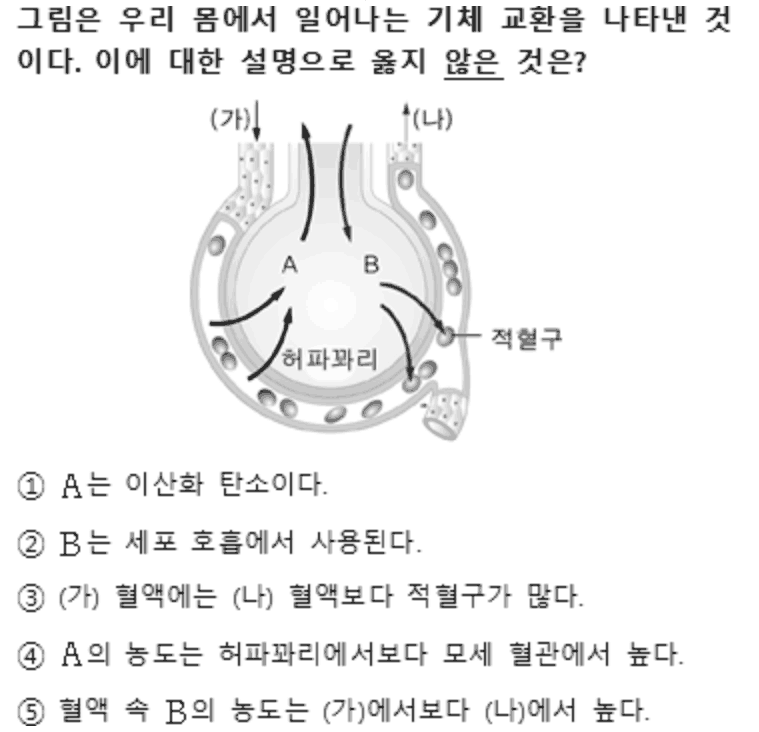 그림은 우리 몸에서 일어나는 기체 교환을 나타낸 것
이다. 이에 대한 설명으로 옳지 않은 것은?
(가) (나)
A B
적혈구
허파꽈리
① A는 이산화 탄소이다.
② B는 세포 호흡에서 사용된다.
③ (가) 혈액에는 (나) 혈액보다 적혈구가 많다.
④ A의 농도는 허파꽈리에서보다 모세 혈관에서 높다.
⑤ 혈액 속 B의 농도는 (가)에서보다 (나)에서 높다.